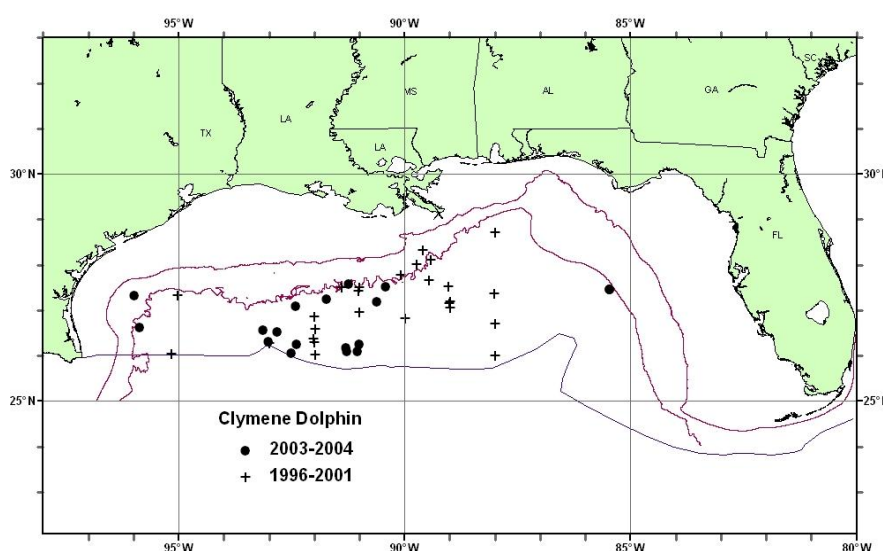 95°W 90°W 85°W
SC
MS AL GA
LA
TX LA
30°N 30°N
FL
25°N 25°N
Clymene Dolphin
2003-2004
1996-2001
95°W 90°W 85°W 80°W